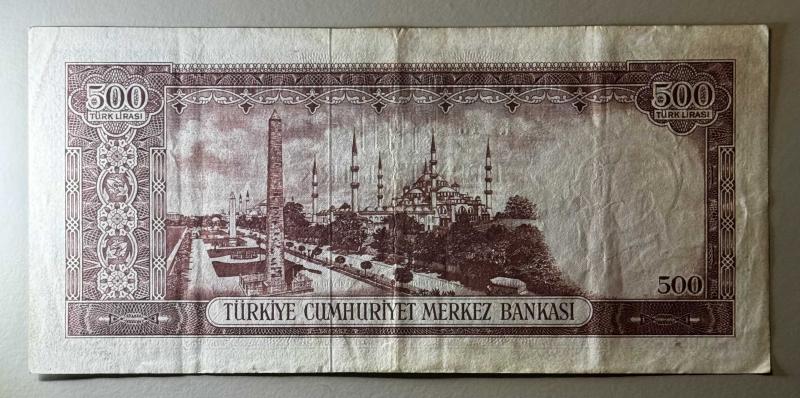 500
TÜRK LİRASI
500
TÜRK LİRASI
500
TÜRKİYE CUMHURİYET MERKEZ BANKASI